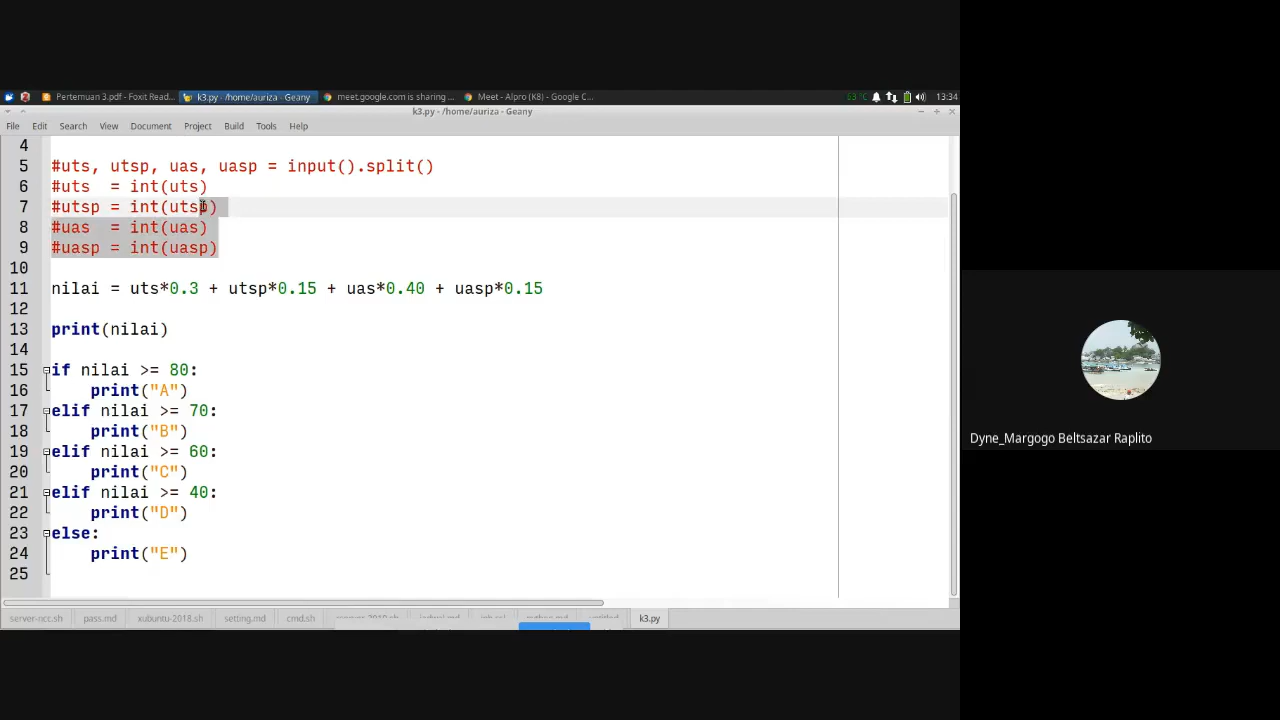 Pertemuan 3.pdf - Foxit Read... k3.py - /home/auriza - Geany meet.google.com is sharing ... Meet - Alpro (K8) - Google C... 63°C 13:34
k3.py - /home/auriza - Geany
File Edit Search View Document Project Build Tools Help
4
5 #uts, utsp, uas, uasp = input().split()
6 #uts  = int(uts)
7 #utsp = int(utsp)
8 #uas  = int(uas)
9 #uasp = int(uasp)
10
11 nilai = uts*0.3 + utsp*0.15 + uas*0.40 + uasp*0.15
12
13 print(nilai)
14
15 if nilai >= 80:
16     print("A")
17 elif nilai >= 70:
18     print("B")
19 elif nilai >= 60:
20     print("C")
21 elif nilai >= 40:
22     print("D")
23 else:
24     print("E")
25
server-ncc.sh pass.md xubuntu-2018.sh setting.md cmd.sh k3.py
Dyne_Margogo Beltsazar Raplito